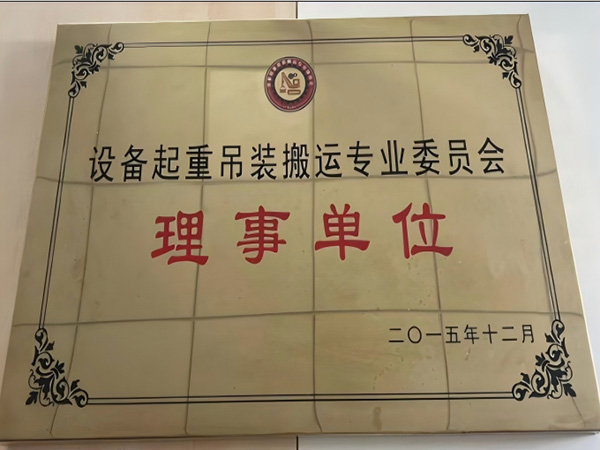 设备起重吊装搬运专业委员会
理事单位
二〇一五年十二月